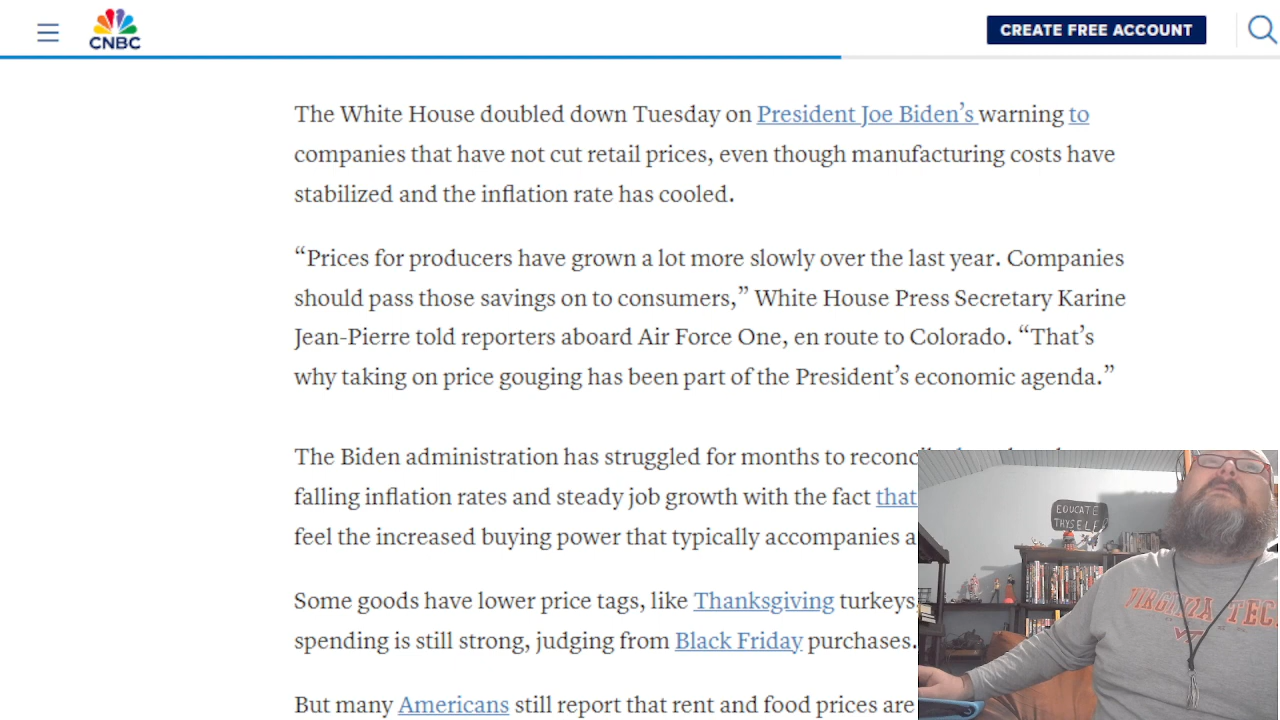 CNBC
CREATE FREE ACCOUNT
The White House doubled down Tuesday on President Joe Biden’s warning to
companies that have not cut retail prices, even though manufacturing costs have
stabilized and the inflation rate has cooled.
“Prices for producers have grown a lot more slowly over the last year. Companies
should pass those savings on to consumers,” White House Press Secretary Karine
Jean-Pierre told reporters aboard Air Force One, en route to Colorado. “That’s
why taking on price gouging has been part of the President’s economic agenda.”
The Biden administration has struggled for months to
falling inflation rates and steady job growth with the fact that
feel the increased buying power that typically accompanies a
Some goods have lower price tags, like Thanksgiving turkeys.
spending is still strong, judging from Black Friday purchases.
But many Americans still report that rent and food prices are
EDUCATE
THYSELF
VIRGINIA TECH